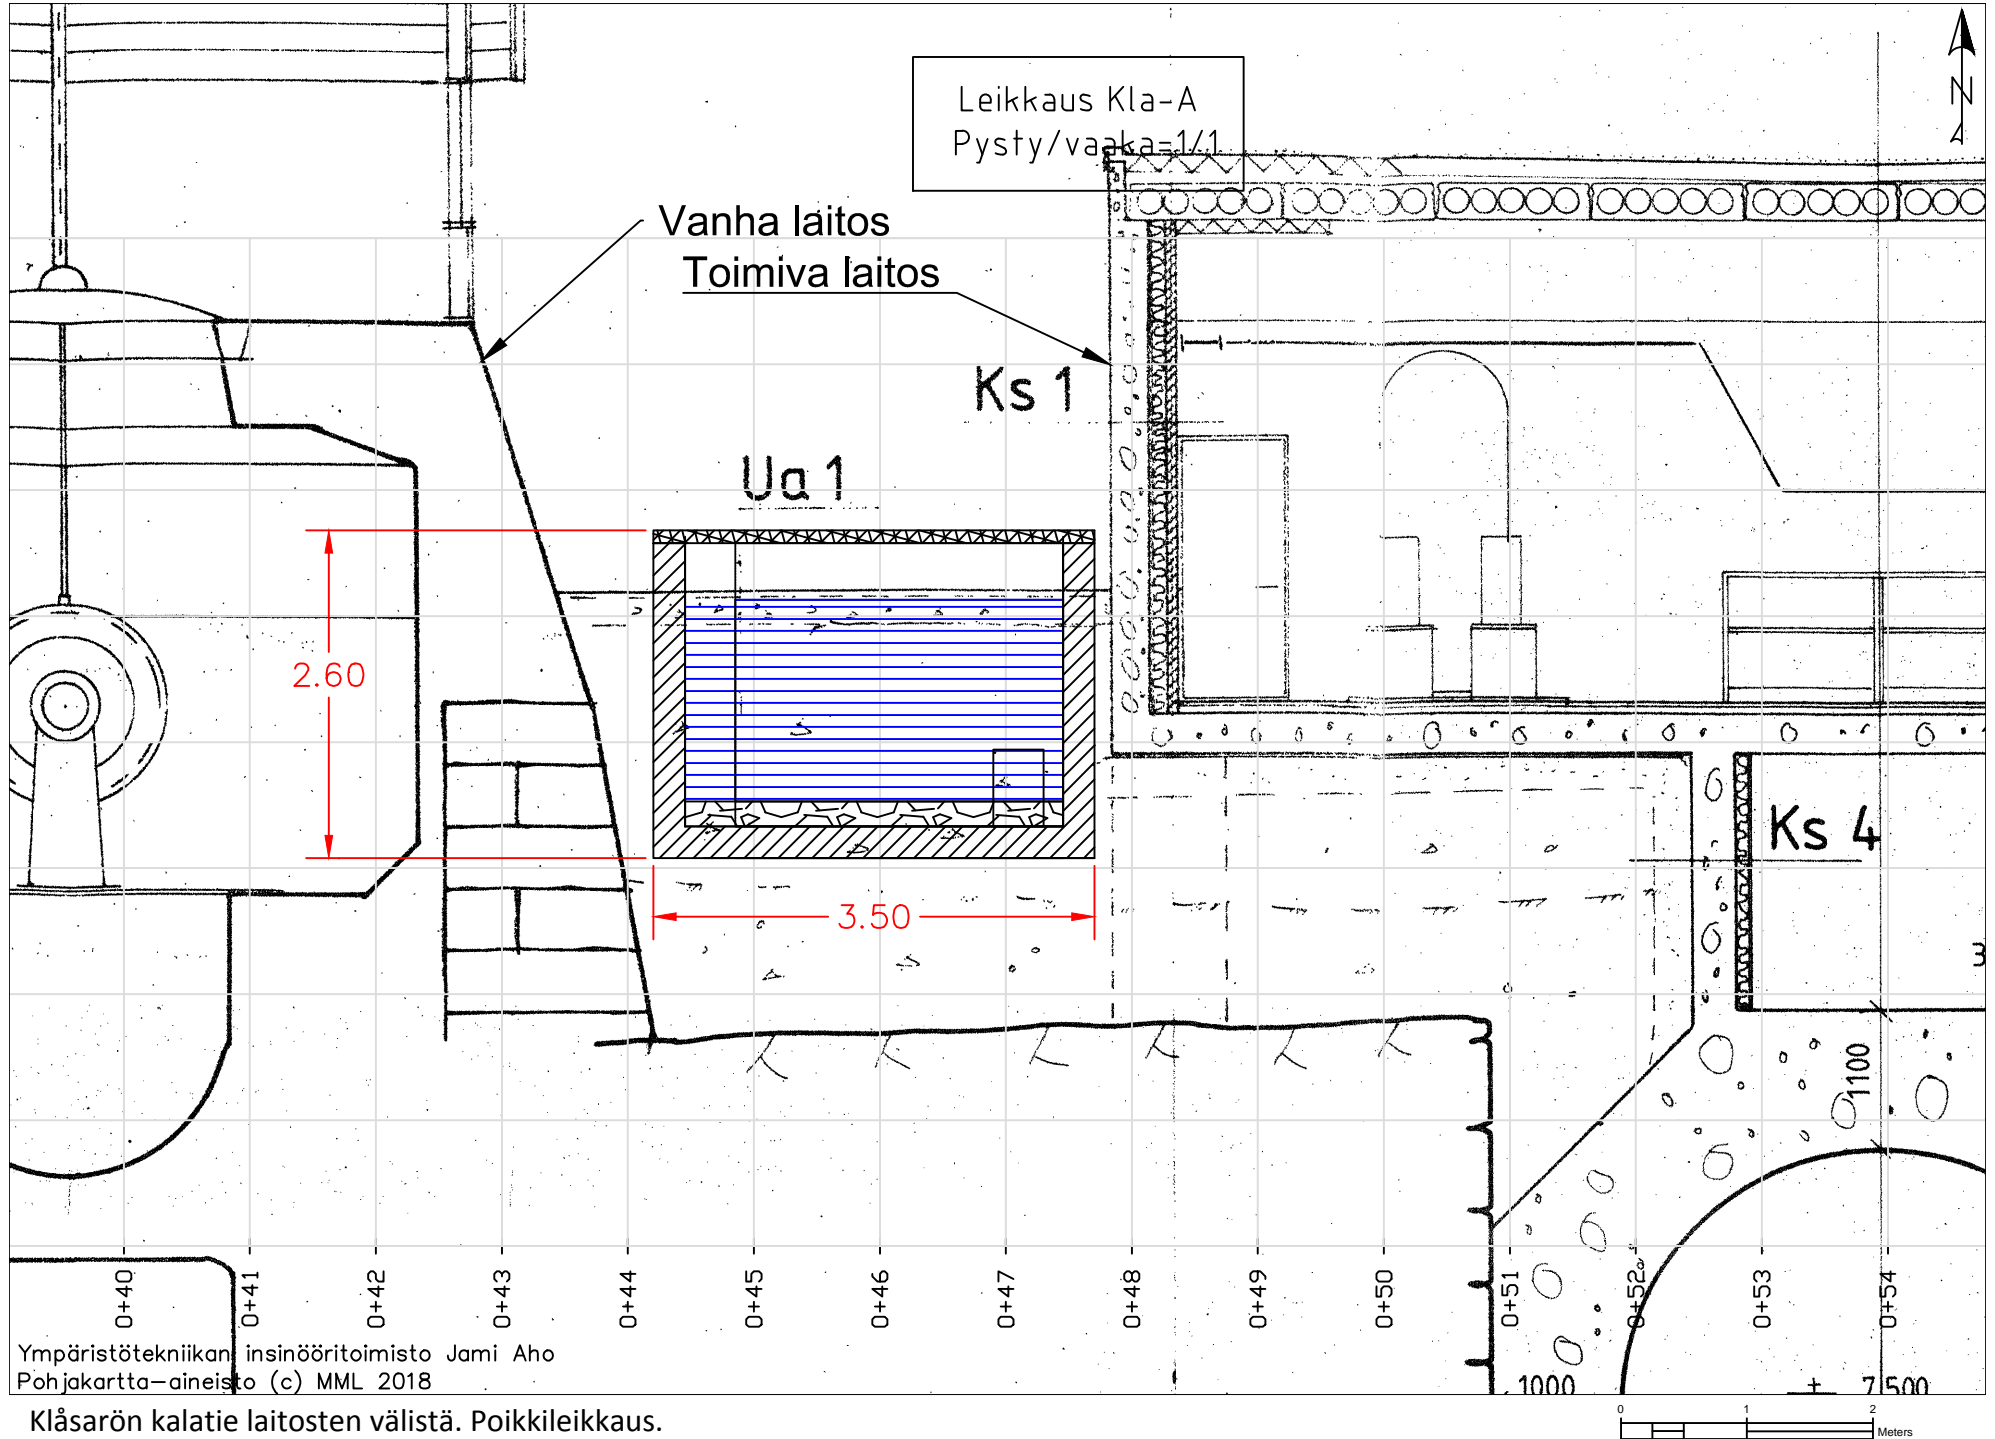 Leikkaus Kla-A
Pysty/vaaka=1/1
N
Vanha laitos
Toimiva laitos
Ks 1
Ua 1
2.60
3.50
Ks 4
3
1100
0+40
0+41
0+42
0+43
0+44
0+45
0+46
0+47
0+48
0+49
0+50
0+51
0+52
0+53
0+54
Ympäristötekniikan insinööritoimisto Jami Aho
Pohjakartta-aineisto (c) MML 2018
1000
+ 7,500
Klåsarön kalatie laitosten välistä. Poikkileikkaus.
0 1 2
Meters